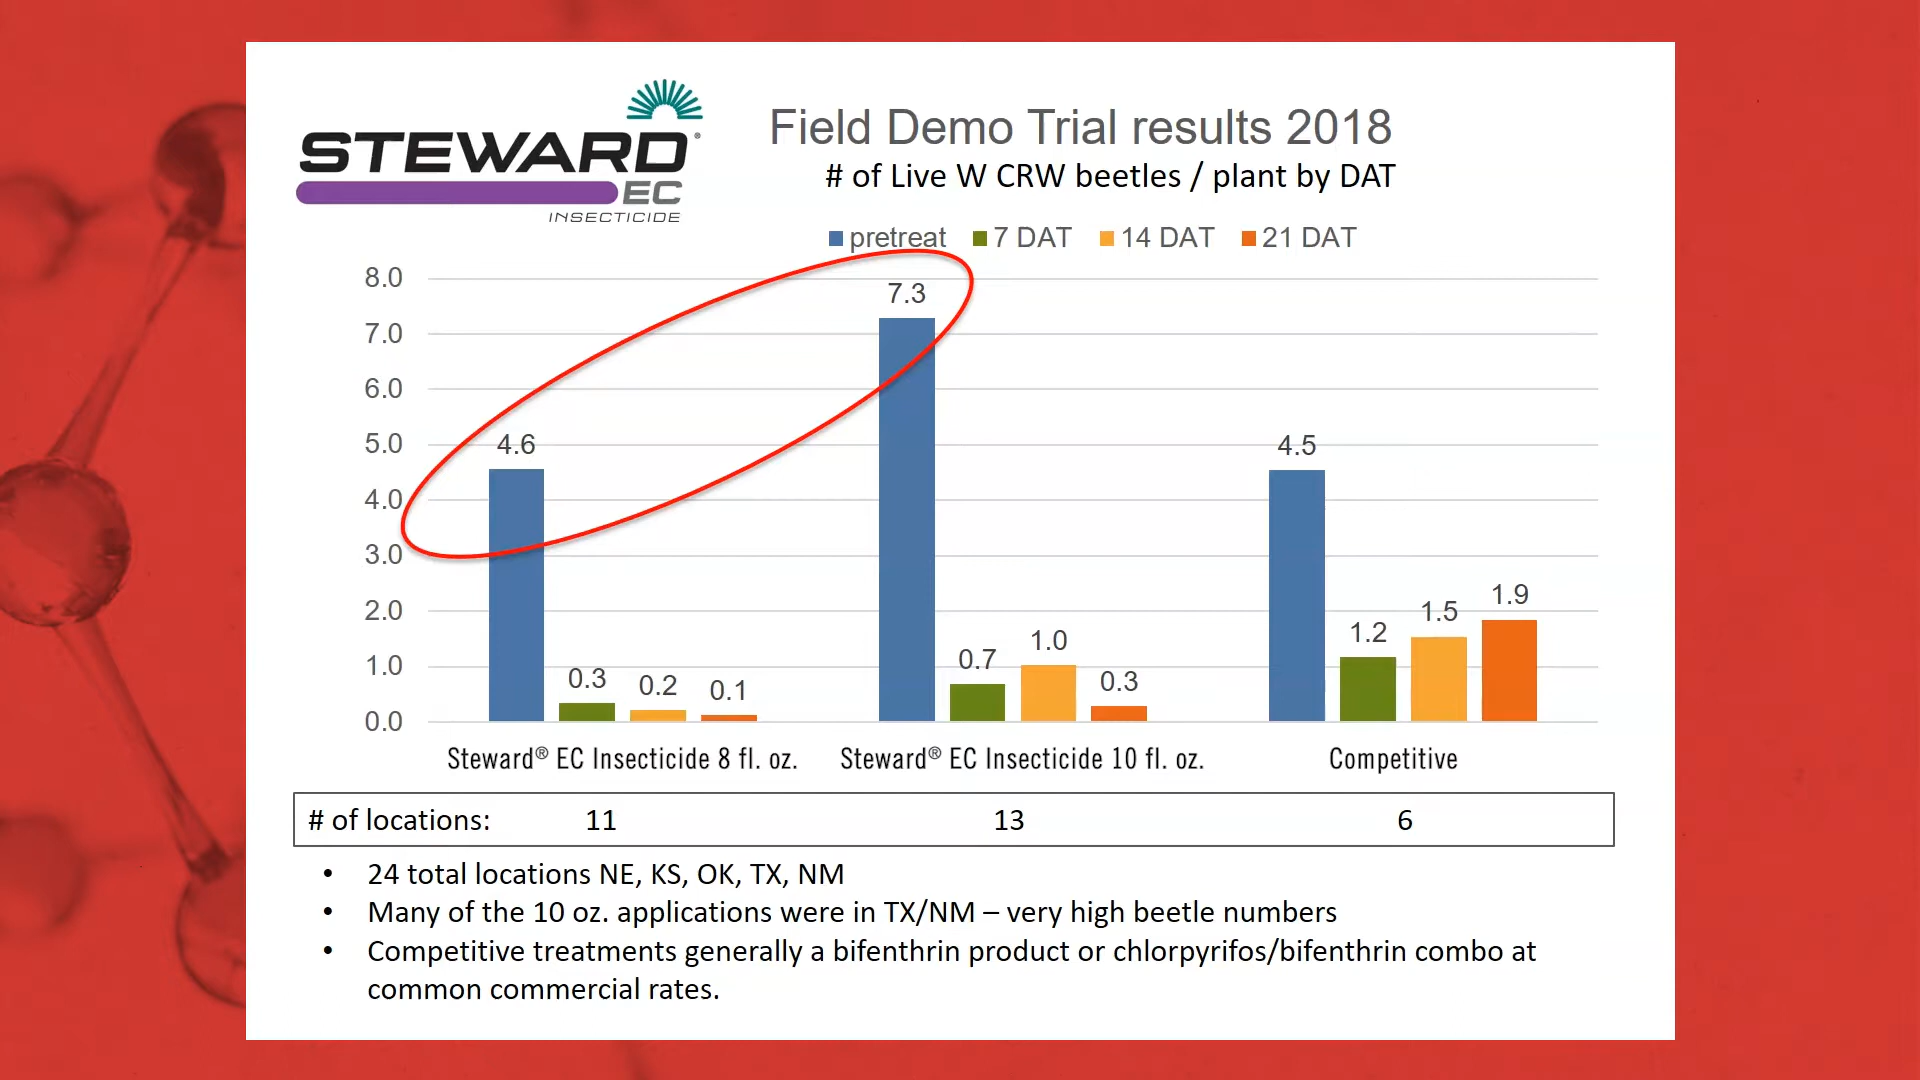 STEWARD®
EC
INSECTICIDE
Field Demo Trial results 2018
# of Live W CRW beetles / plant by DAT
pretreat 7 DAT 14 DAT 21 DAT
8.0
7.0
6.0
5.0
4.0
3.0
2.0
1.0
0.0
4.6 0.3 0.2 0.1
7.3 0.7 1.0 0.3
4.5 1.2 1.5 1.9
Steward® EC Insecticide 8 fl. oz. Steward® EC Insecticide 10 fl. oz. Competitive
# of locations: 11 13 6
• 24 total locations NE, KS, OK, TX, NM
• Many of the 10 oz. applications were in TX/NM – very high beetle numbers
• Competitive treatments generally a bifenthrin product or chlorpyrifos/bifenthrin combo at
common commercial rates.